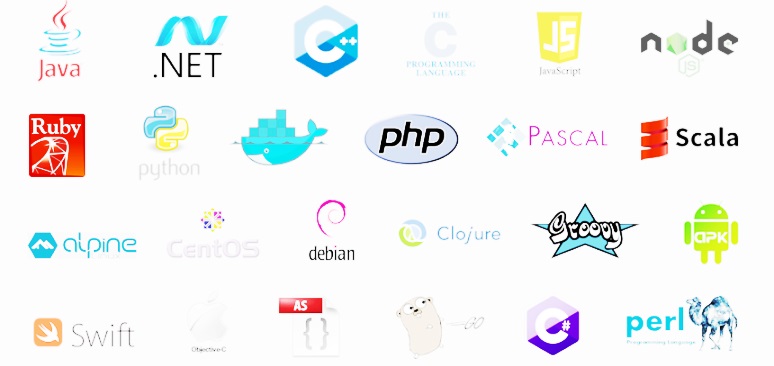 Java
.NET
C++
THE
C
PROGRAMMING
LANGUAGE
JS
JavaScript
node
JS
Ruby
python
php
PASCAL
Scala
alpine
CentOS
debian
Clojure
Groovy
APK
Swift
Objective-C
AS
{ }
GO
C#
perl
Programming Language